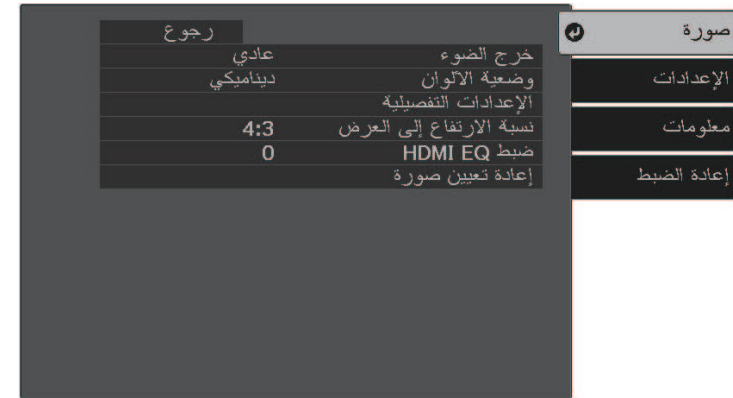 صورة
الإعدادات
معلومات
إعادة الضبط
رجوع
خرج الضوء عادي
وضعية الألوان ديناميكي
الإعدادات التفصيلية
نسبة الارتفاع إلى العرض 4:3
ضبط HDMI EQ 0
إعادة تعيين صورة